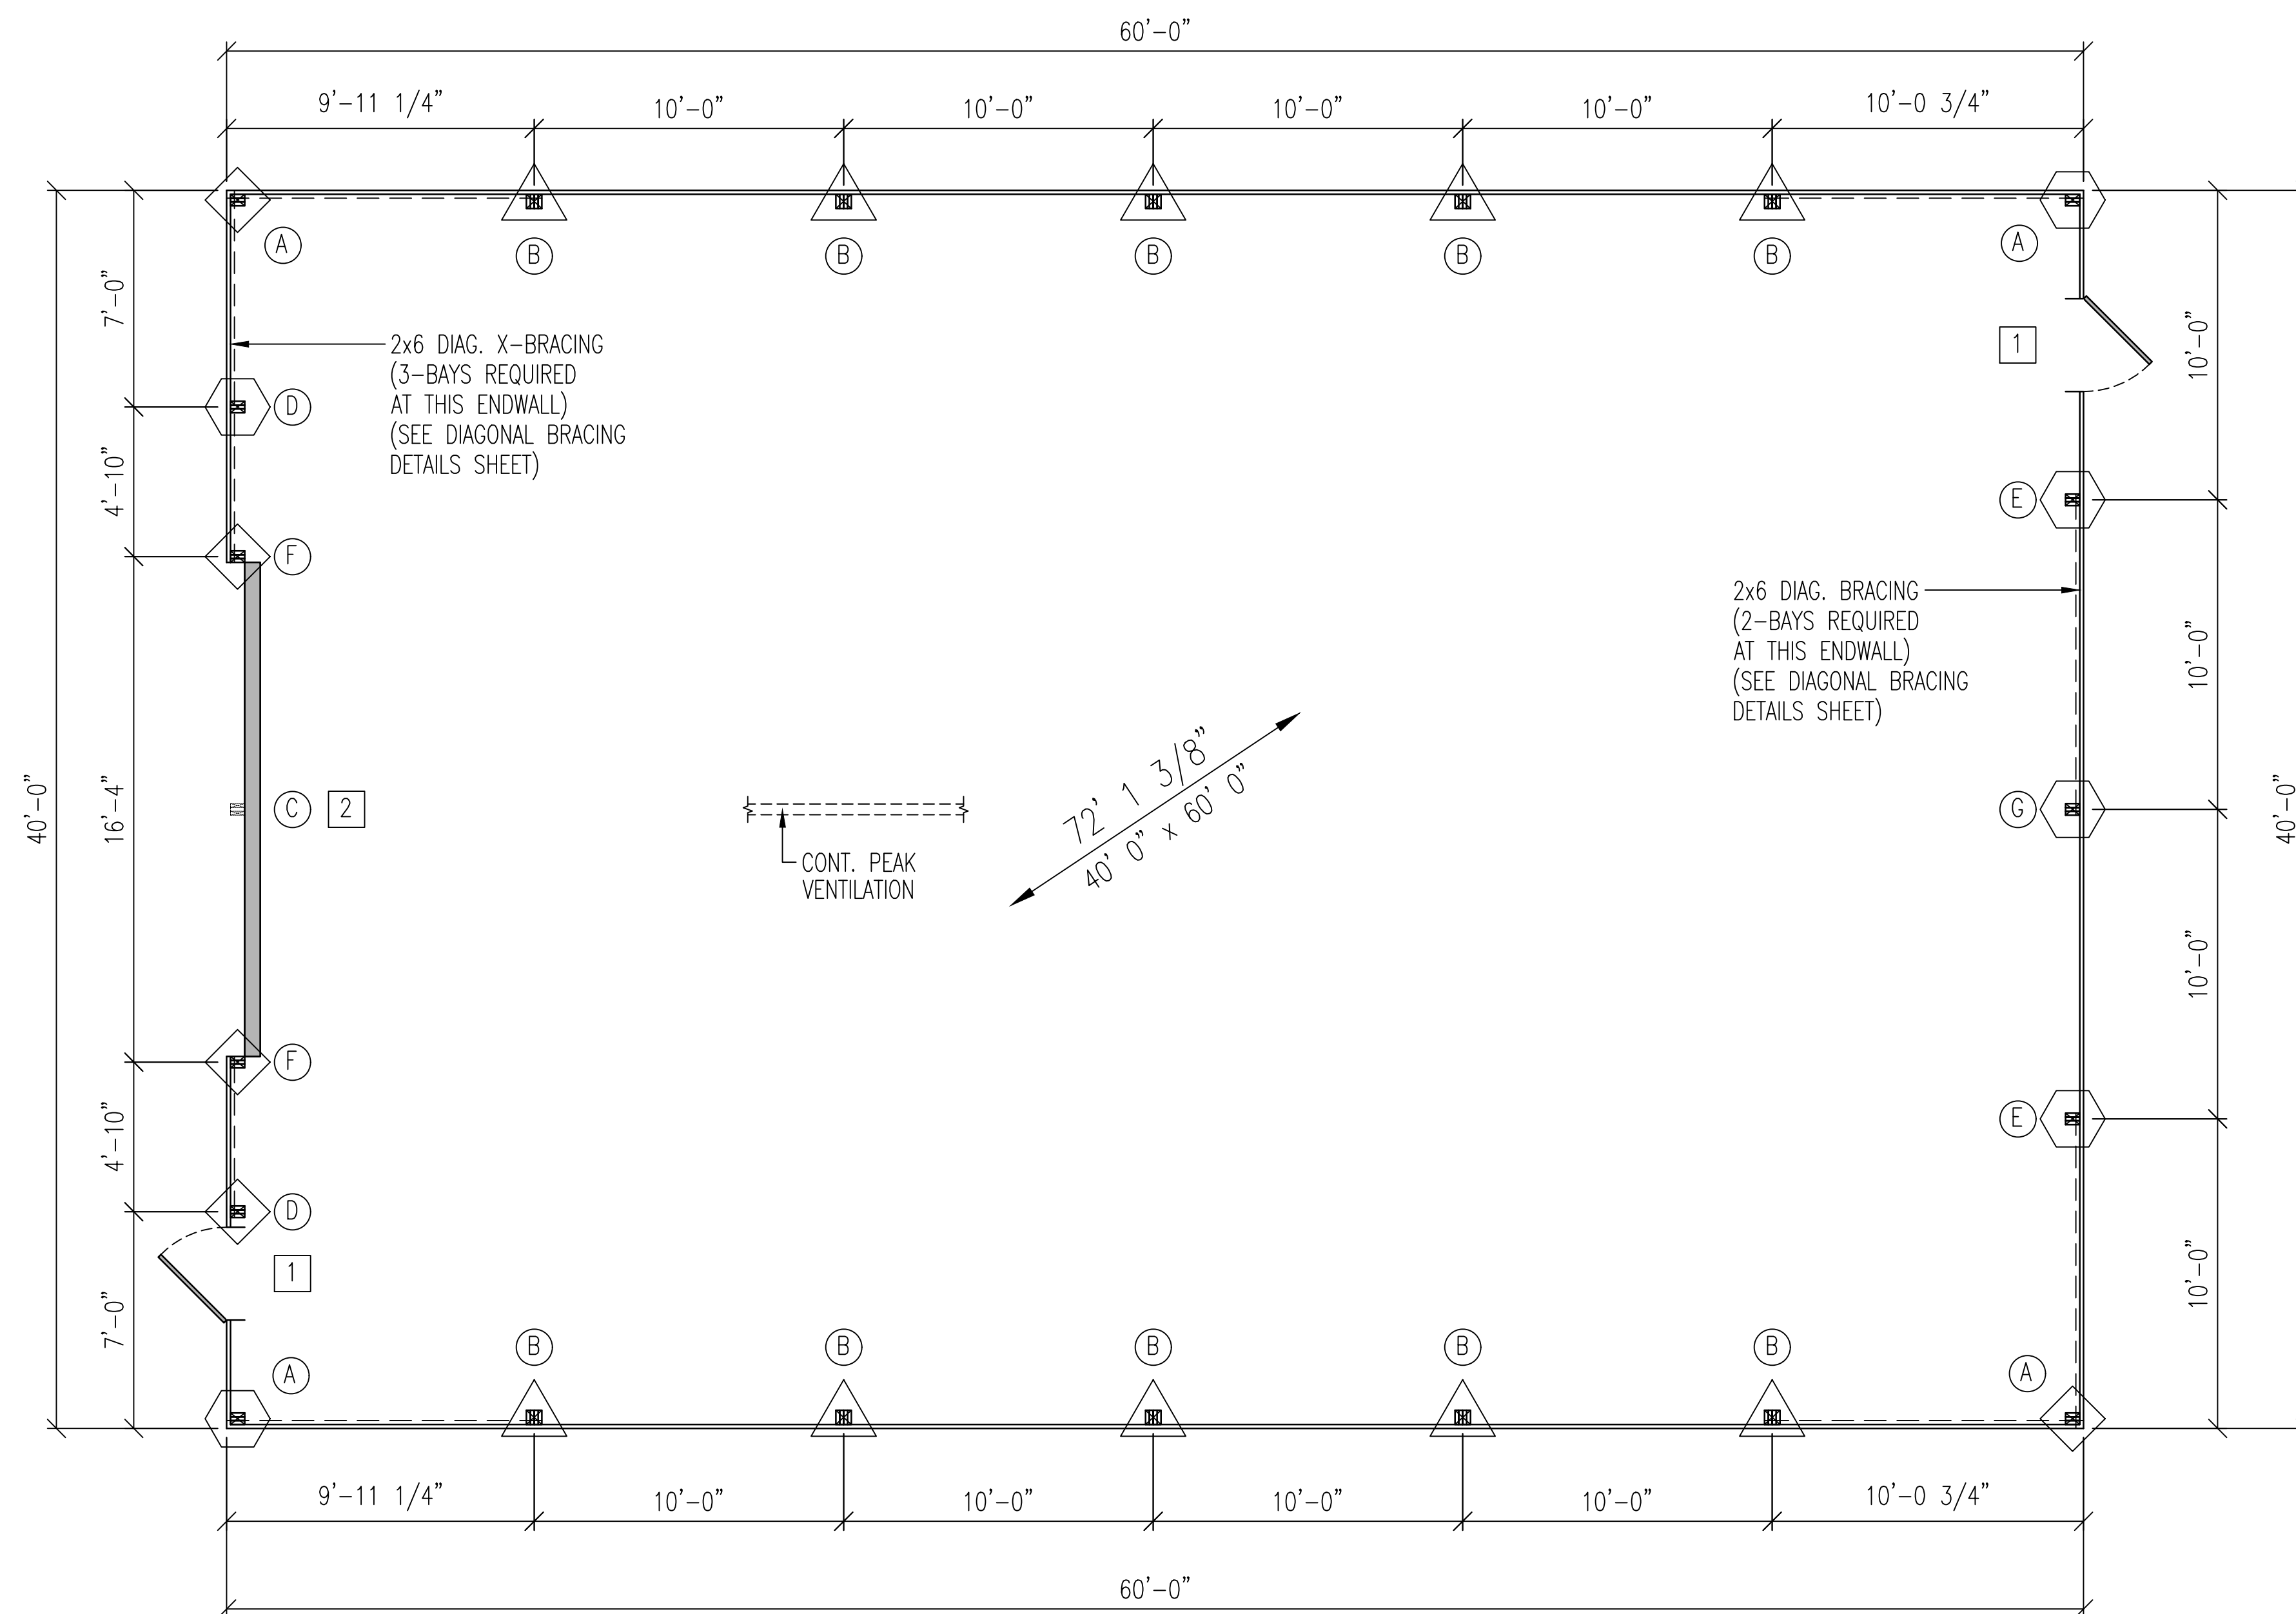 60'-0"
9'-11 1/4" 10'-0" 10'-0" 10'-0" 10'-0" 10'-0 3/4"
A B B B B B A
7'-0"
10'-0"
1
2x6 DIAG. X-BRACING
(3-BAYS REQUIRED
AT THIS ENDWALL)
(SEE DIAGONAL BRACING
DETAILS SHEET)
D
4'-10"
E
F
2x6 DIAG. BRACING
(2-BAYS REQUIRED
AT THIS ENDWALL)
(SEE DIAGONAL BRACING
DETAILS SHEET)
10'-0"
40'-0"
16'-4"
C 2
CONT. PEAK
VENTILATION
72' 1 3/8"
40' 0" x 60' 0"
G
40'-0"
10'-0"
F
E
4'-10"
D
1
7'-0"
10'-0"
A B B B B B A
9'-11 1/4" 10'-0" 10'-0" 10'-0" 10'-0" 10'-0 3/4"
60'-0"